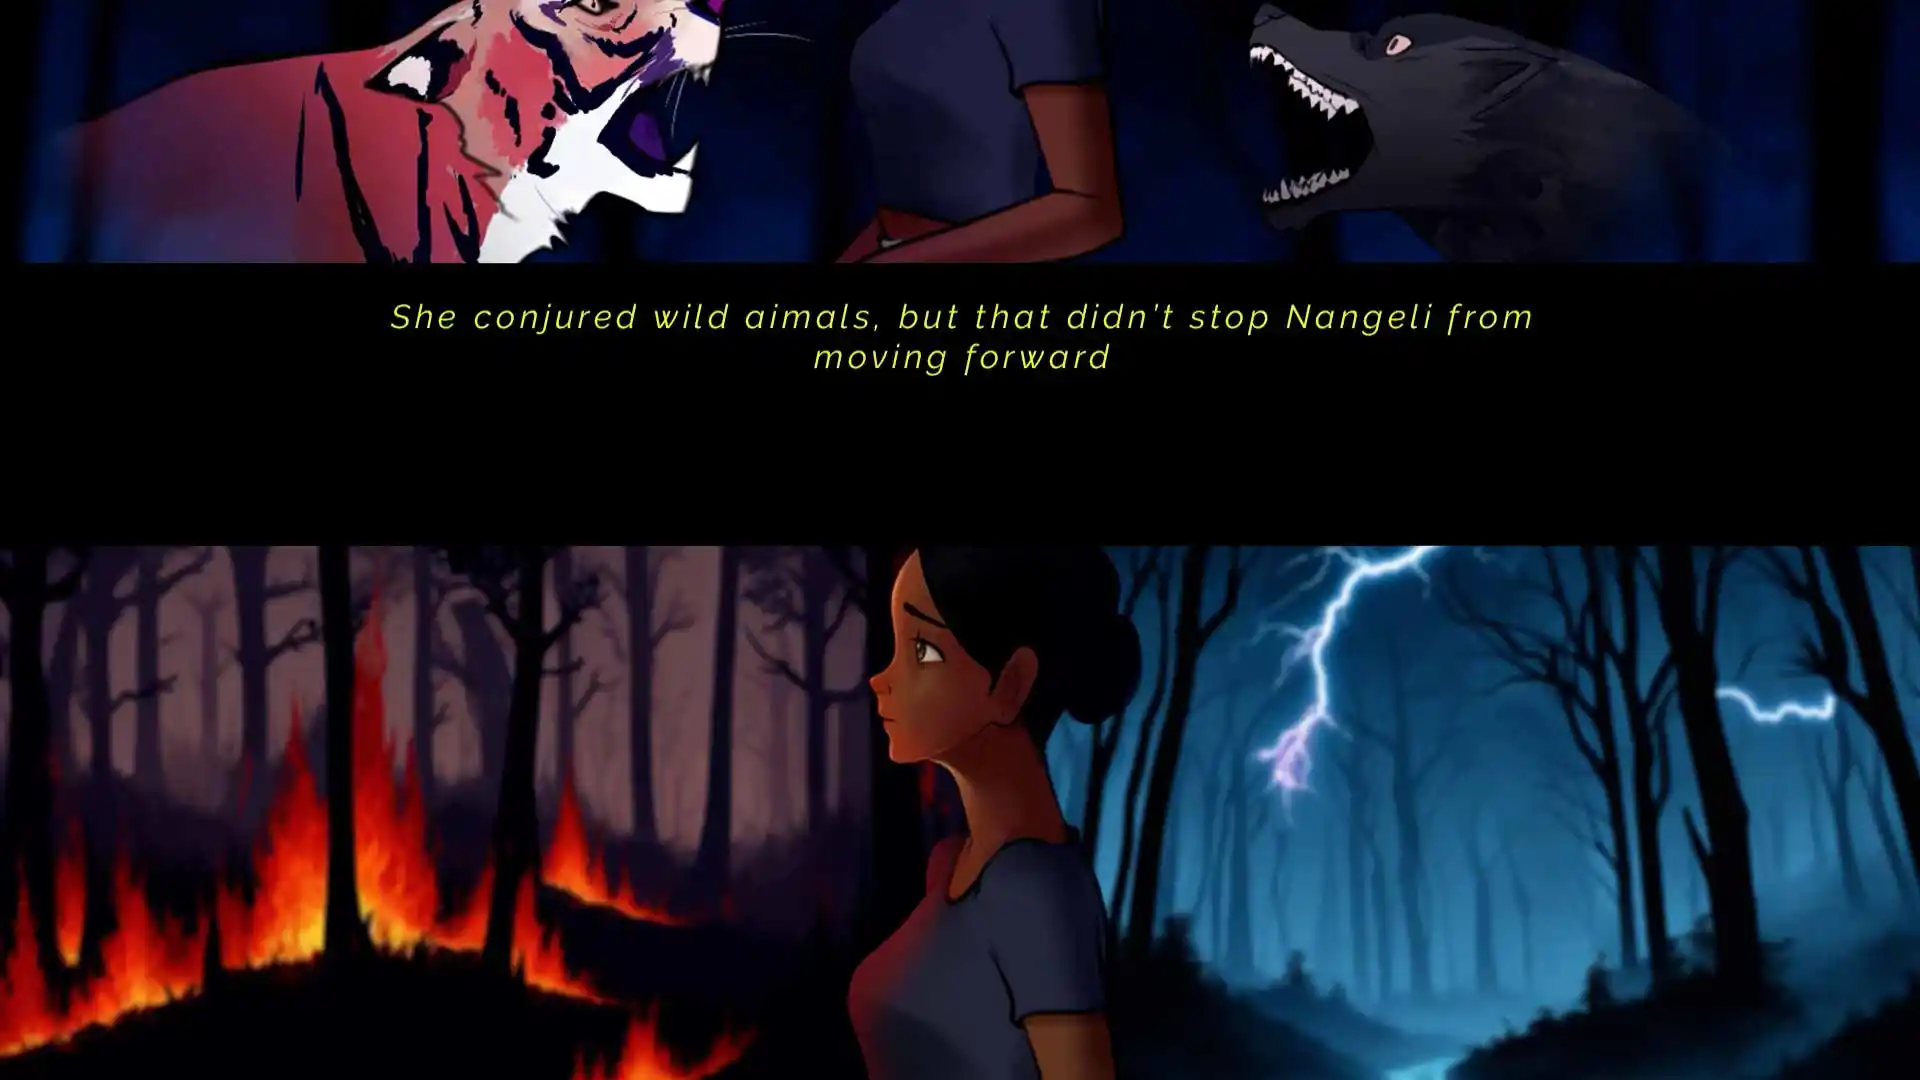 She conjured wild aimals, but that didn't stop Nangeli from
moving forward